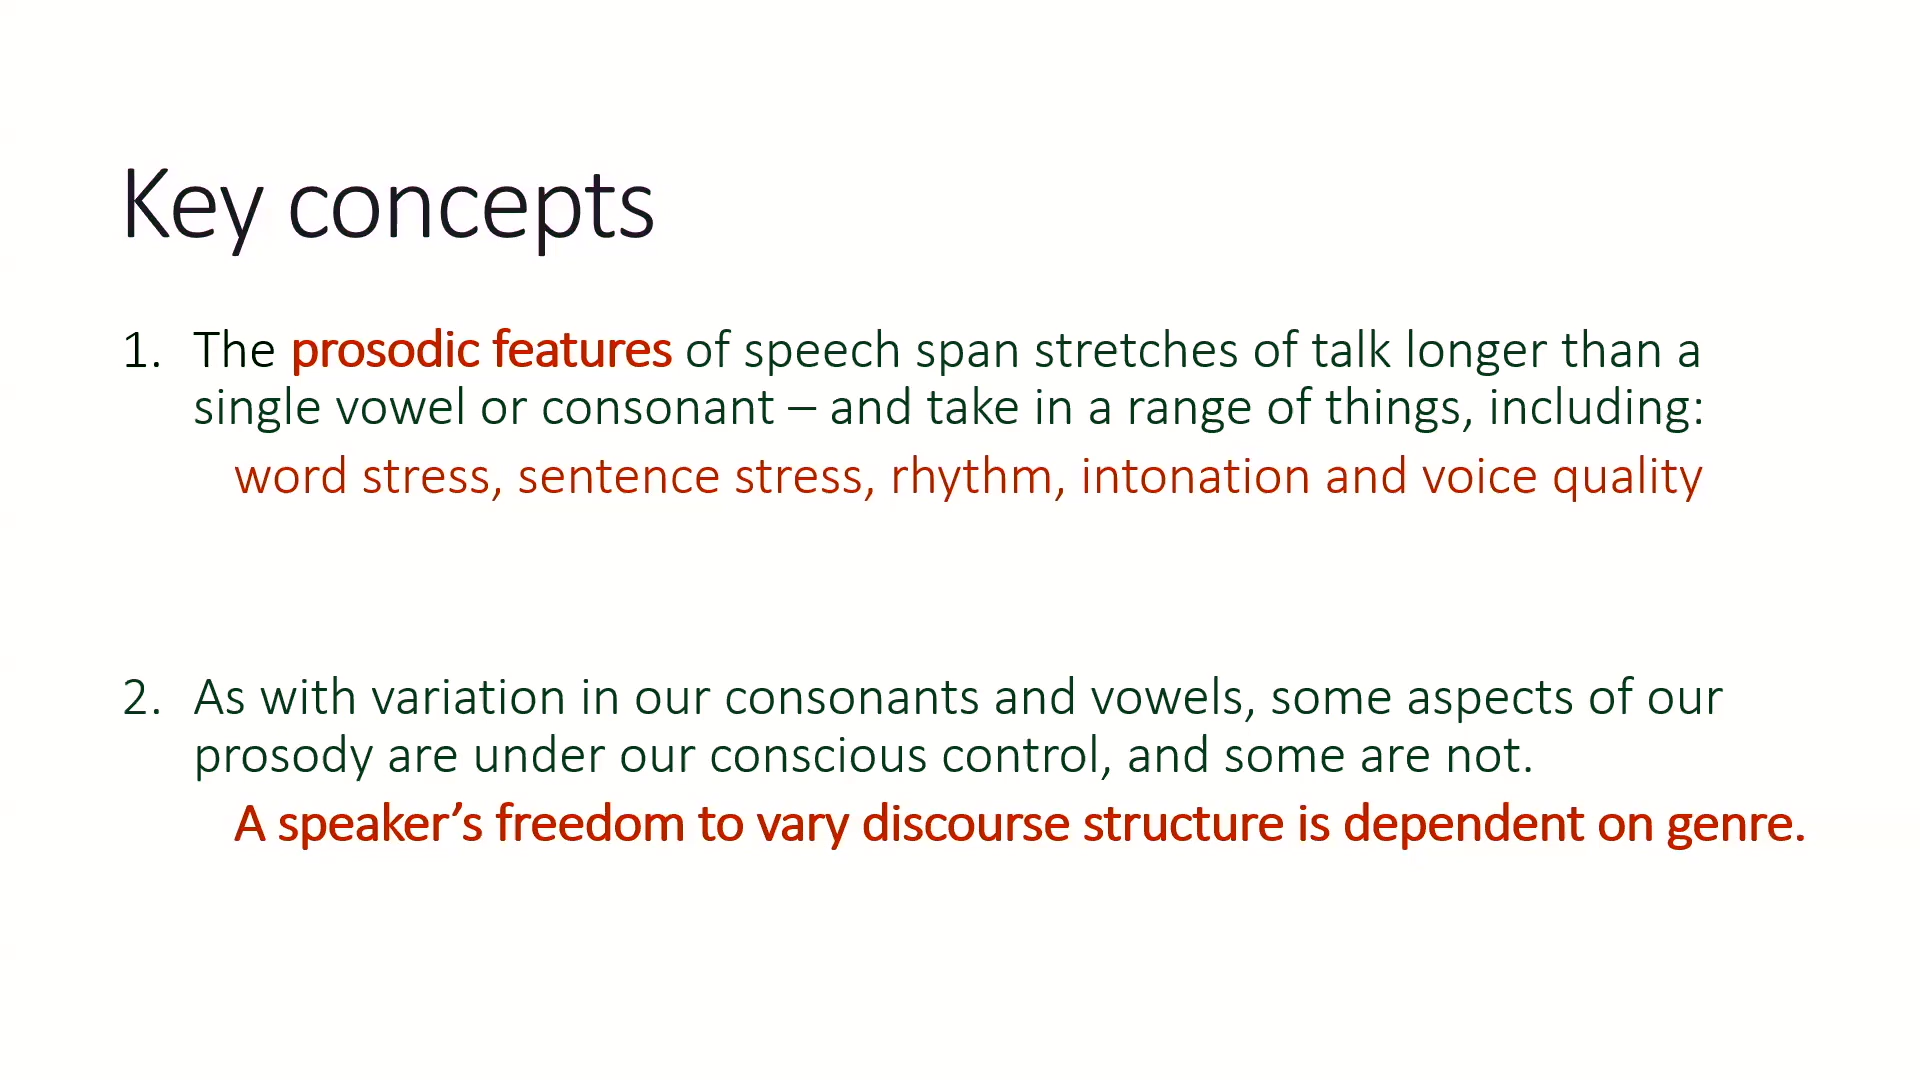 Key concepts
1. The prosodic features of speech span stretches of talk longer than a
single vowel or consonant – and take in a range of things, including:
word stress, sentence stress, rhythm, intonation and voice quality
2. As with variation in our consonants and vowels, some aspects of our
prosody are under our conscious control, and some are not.
A speaker’s freedom to vary discourse structure is dependent on genre.